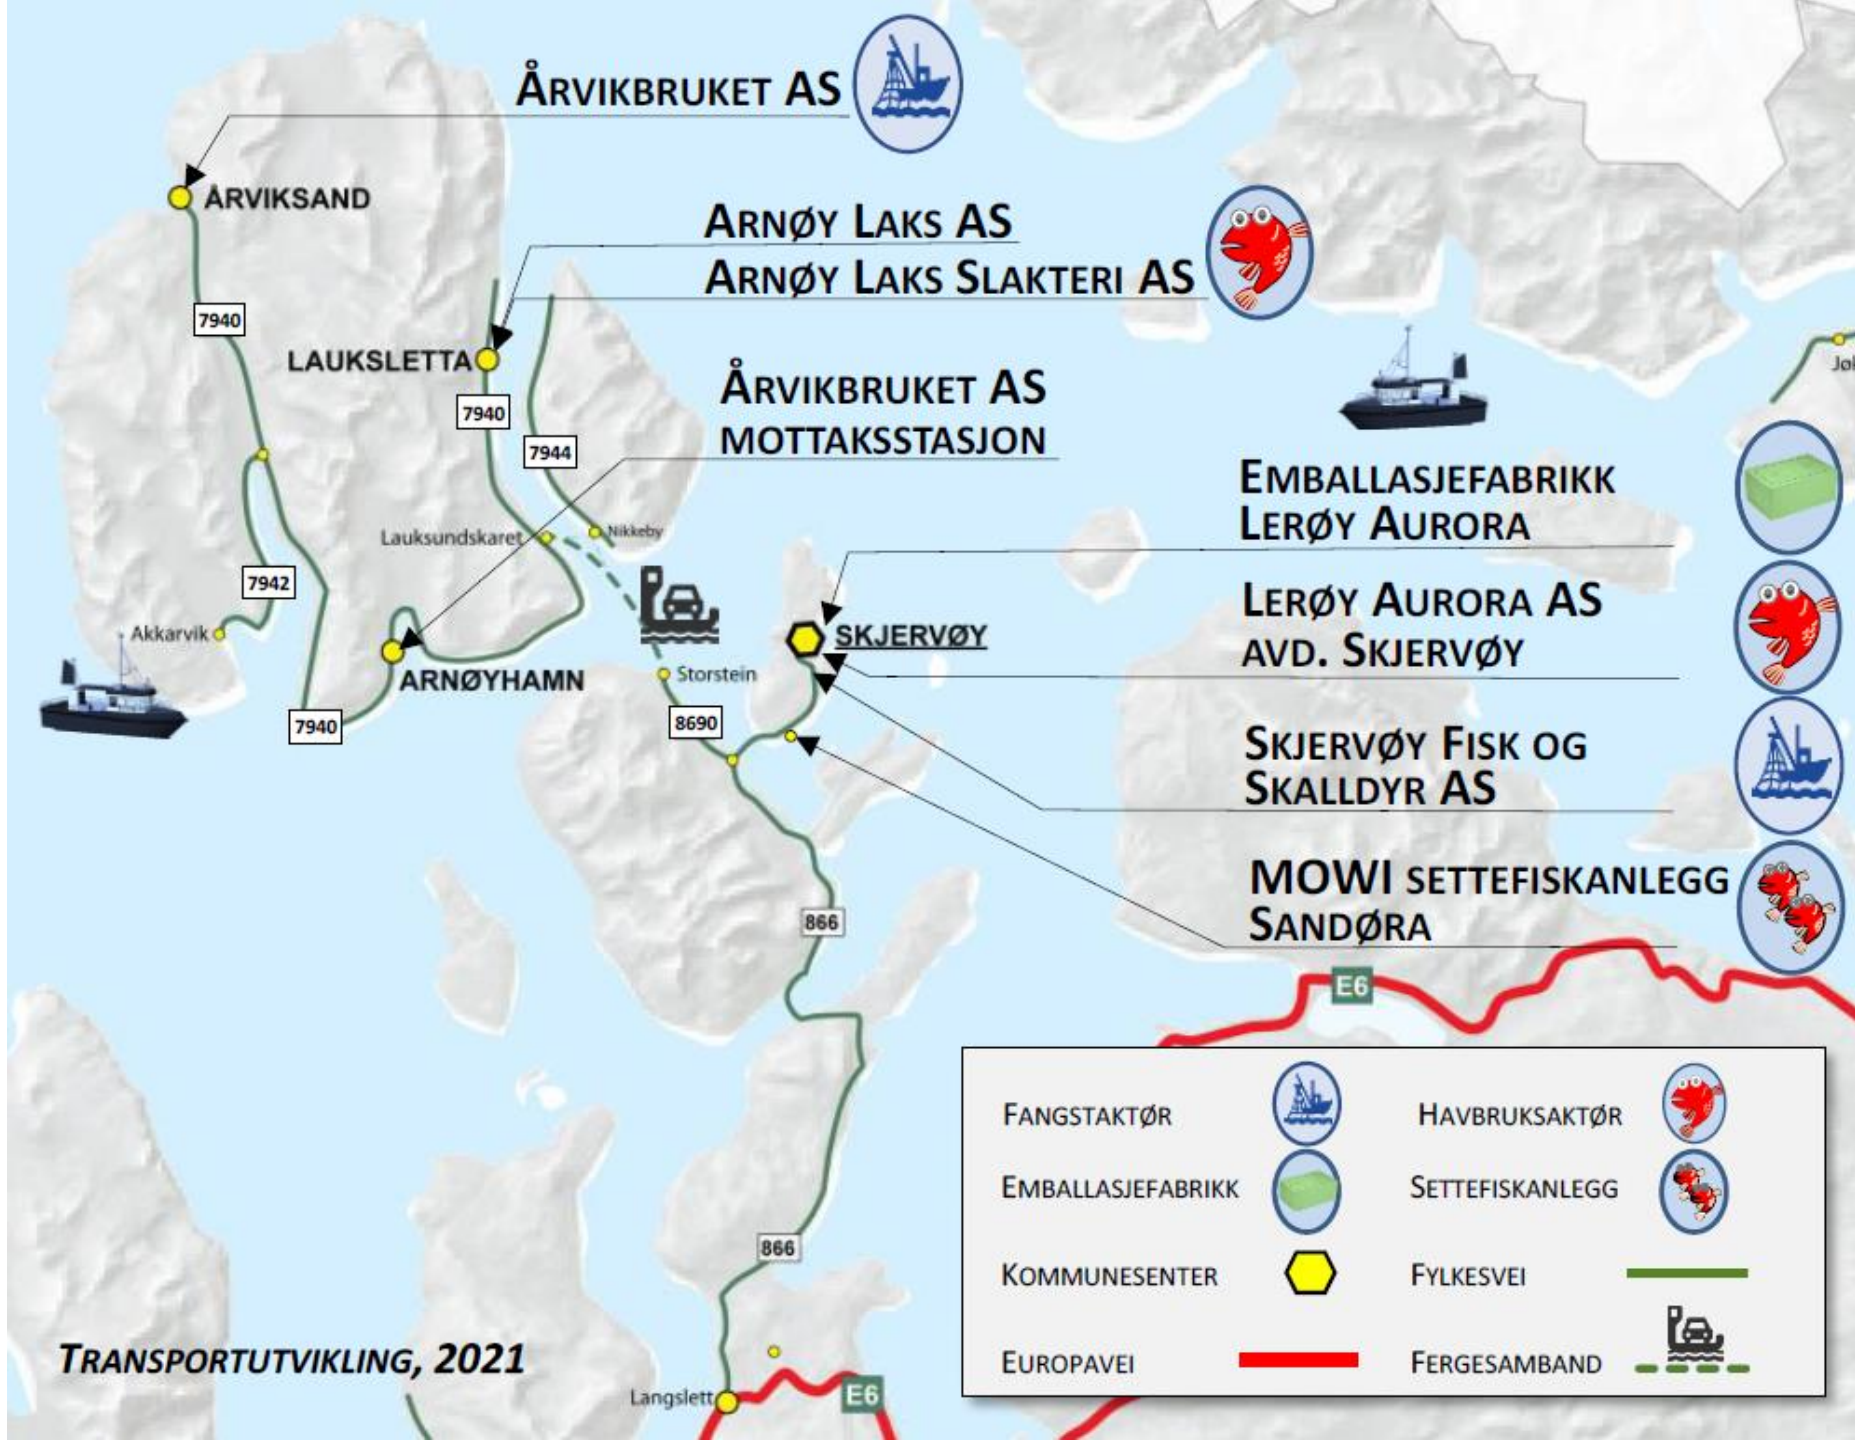 ÅRVIKBRUKET AS
ÅRVIKSAND
ARNØY LAKS AS
ARNØY LAKS SLAKTERI AS
7940
LAUKSLETTA
7940
7944
ÅRVIKBRUKET AS
MOTTAKSSTASJON
EMBALLASJEFABRIKK
LERØY AURORA
Lauksundskaret
Nikkeby
7942
Akkarvik
ARNØYHAMN
7940
SKJERVØY
Storstein
8690
LERØY AURORA AS
AVD. SKJERVØY
SKJERVØY FISK OG
SKALLDYR AS
MOWI SETTEFISKANLEGG
SANDØRA
866
E6
866
Langslett
E6
TRANSPORTUTVIKLING, 2021
FANGSTAKTØR
HAVBRUKSAKTØR
EMBALLASJEFABRIKK
SETTEFISKANLEGG
KOMMUNESENTER
FYLKESVEI
EUROPAVEI
FERGESAMBAND